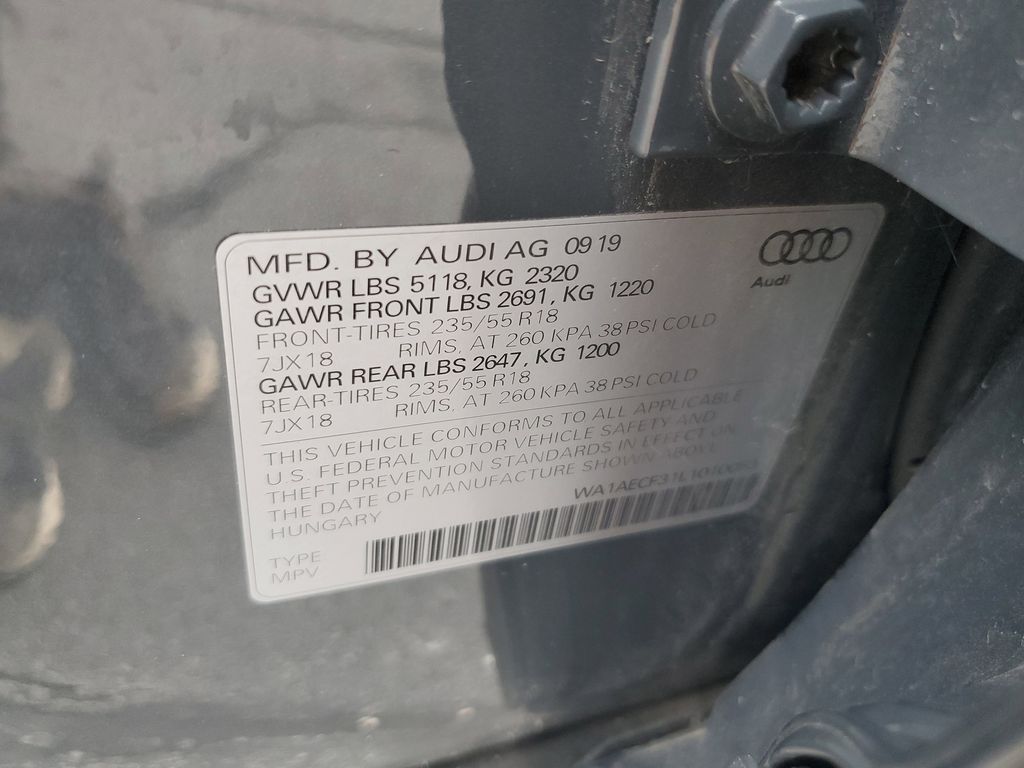 MFD. BY AUDI AG 09 19
GVWR LBS 5118, KG 2320
GAWR FRONT LBS 2691, KG 1220
FRONT-TIRES 235/55 R18
7JX18 RIMS, AT 260 KPA 38 PSI COLD
GAWR REAR LBS 2647, KG 1200
REAR-TIRES 235/55 R18
7JX18 RIMS, AT 260 KPA 38 PSI COLD
THIS VEHICLE CONFORMS TO ALL APPLICABLE
U.S. FEDERAL MOTOR VEHICLE SAFETY AND
THEFT PREVENTION STANDARDS IN EFFECT ON
THE DATE OF MANUFACTURE SHOWN ABOVE
HUNGARY
TYPE
MPV
Audi